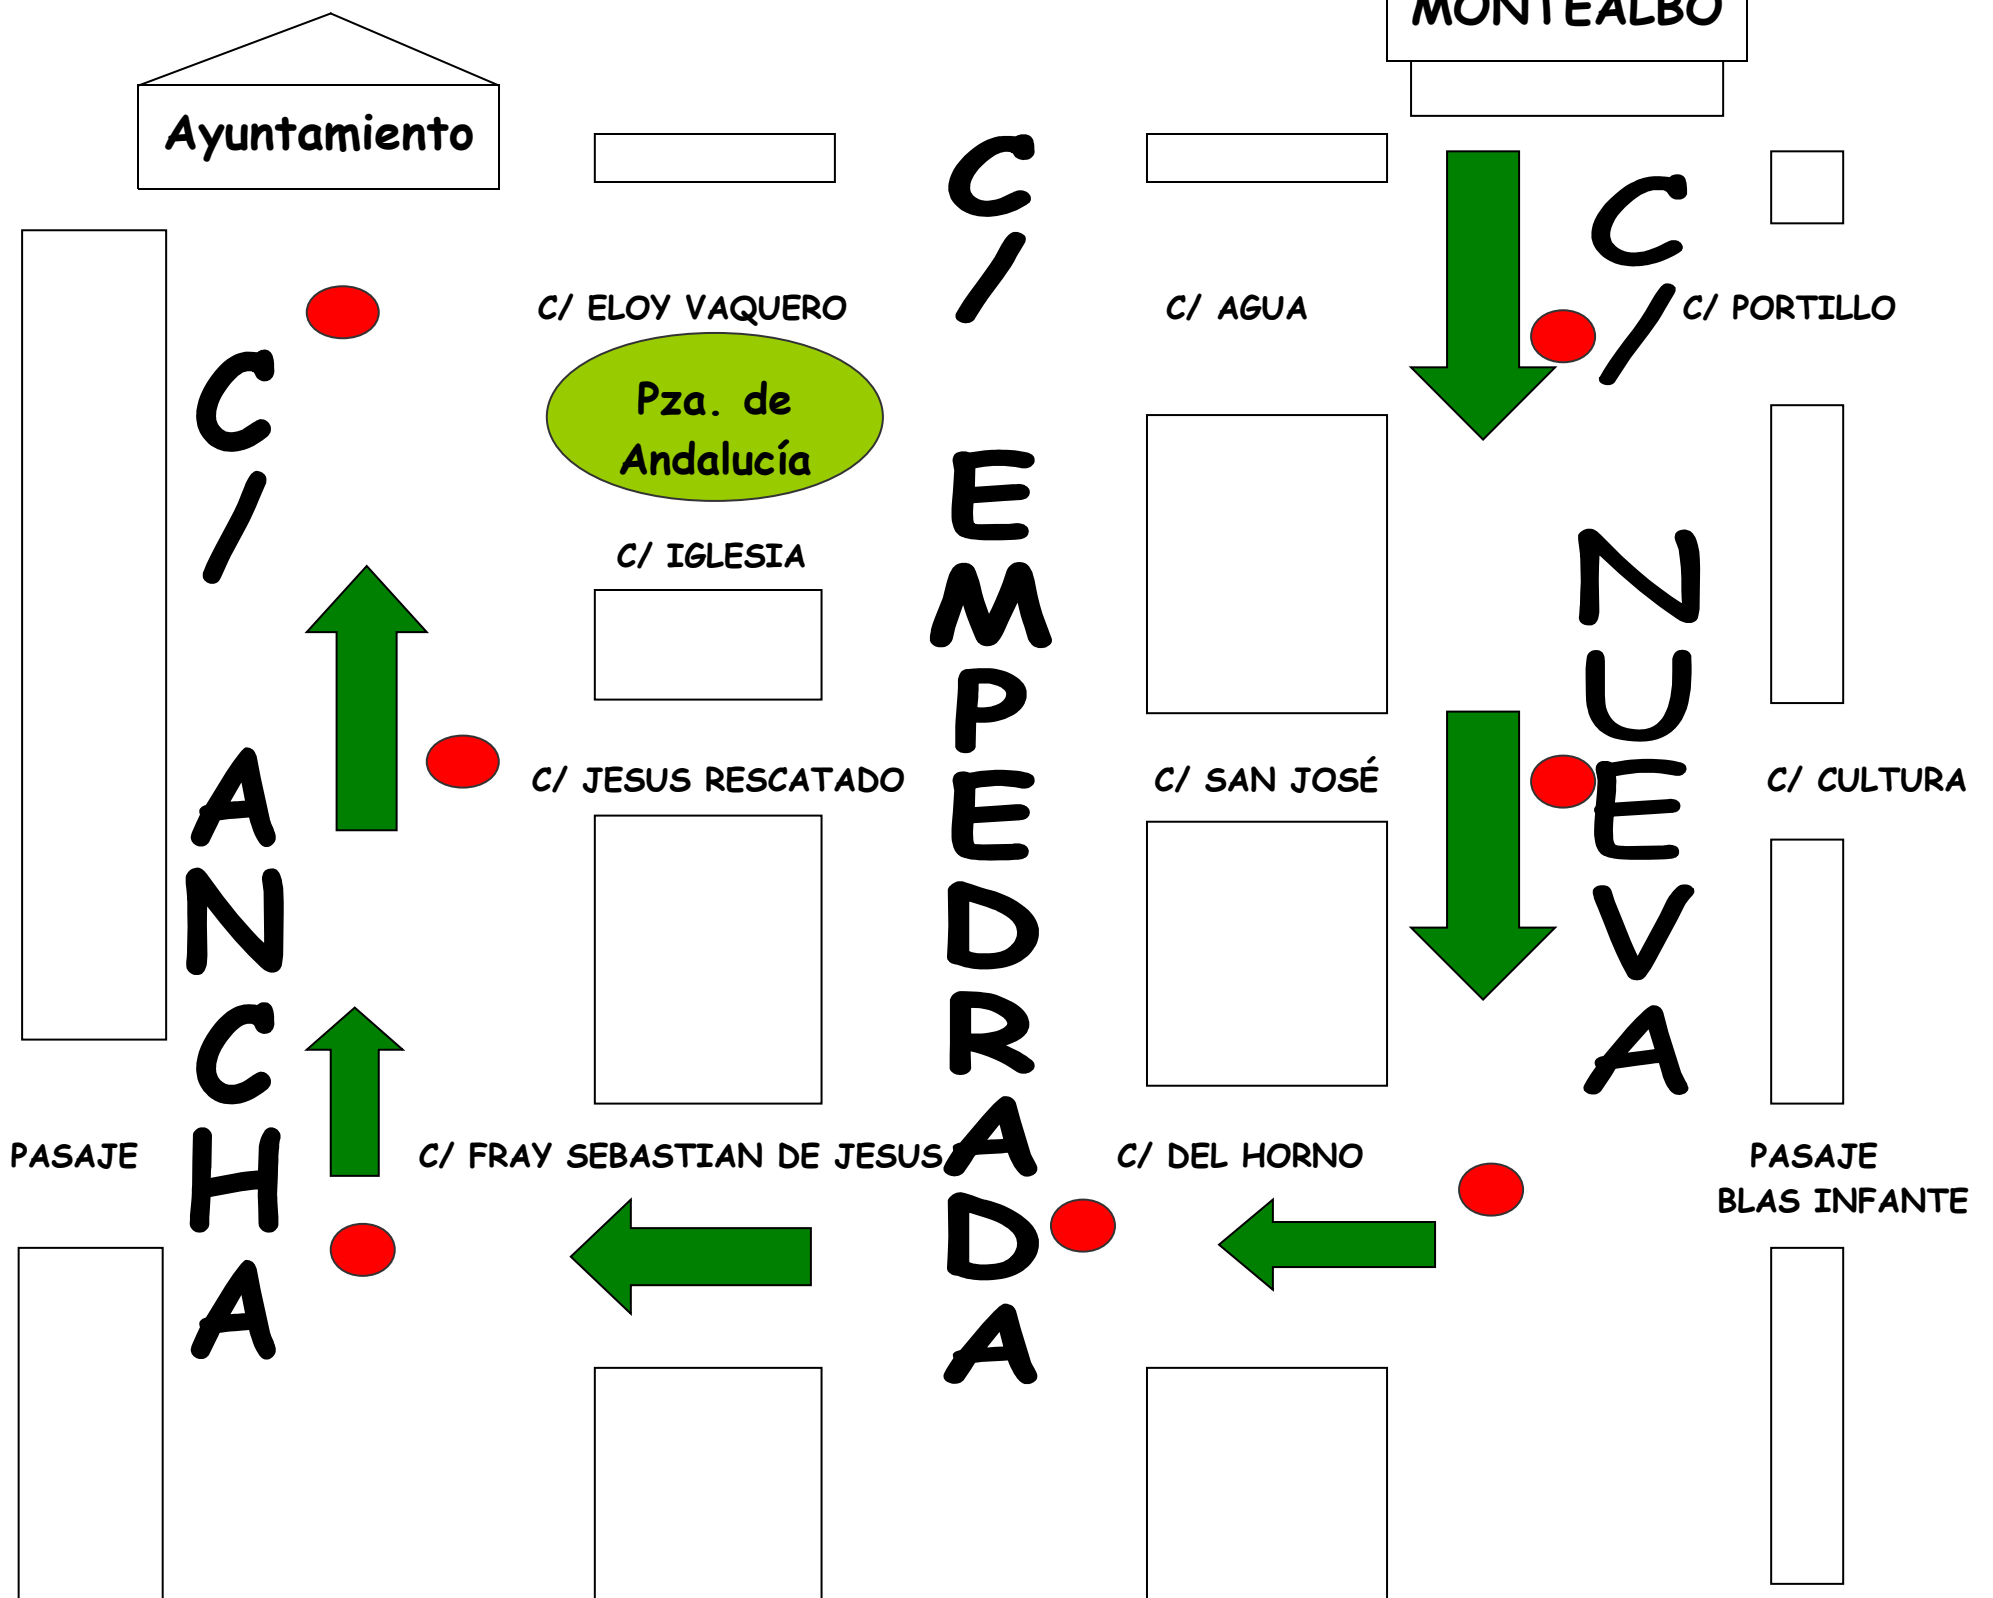 MONTEALBO
Ayuntamiento
C/ ELOY VAQUERO
C/ AGUA
C/ PORTILLO
Pza. de
Andalucía
C/ IGLESIA
C/ JESUS RESCATADO
C/ SAN JOSÉ
C/ CULTURA
C/ ANCHA
C/ EMPEDRADA
C/ NUEVA
PASAJE
C/ FRAY SEBASTIAN DE JESUS
C/ DEL HORNO
PASAJE
BLAS INFANTE